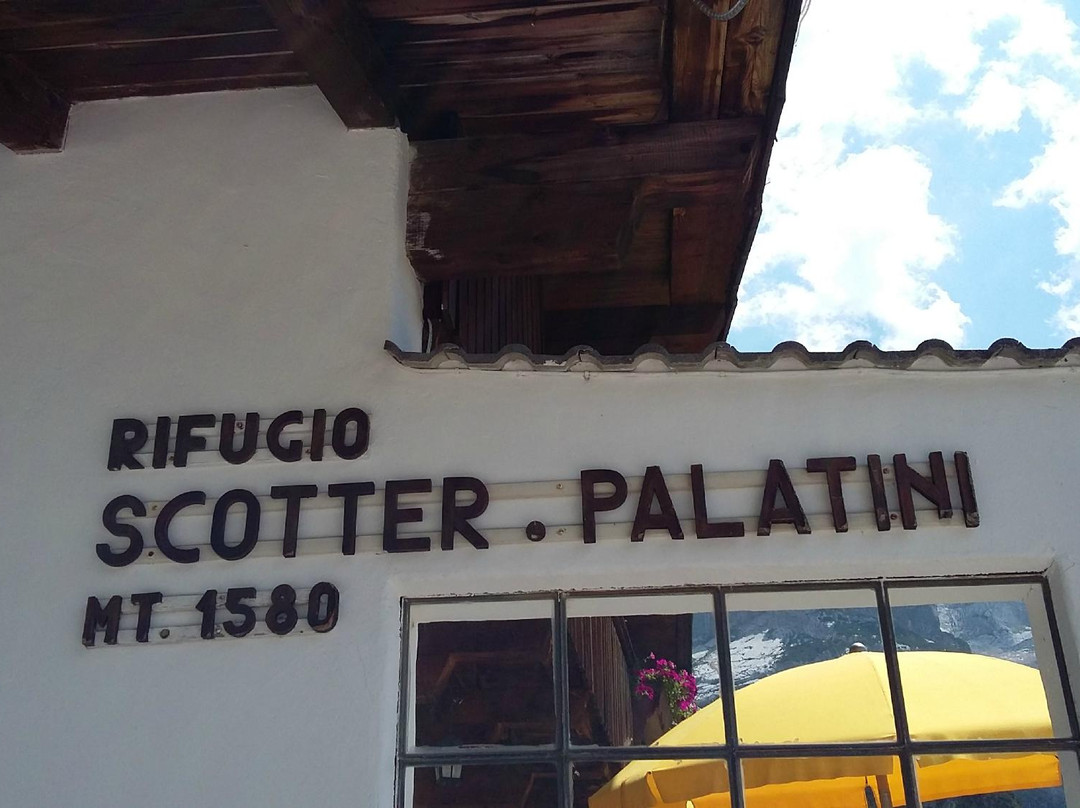 RIFUGIO
SCOTTER . PALATINI
MT 1580